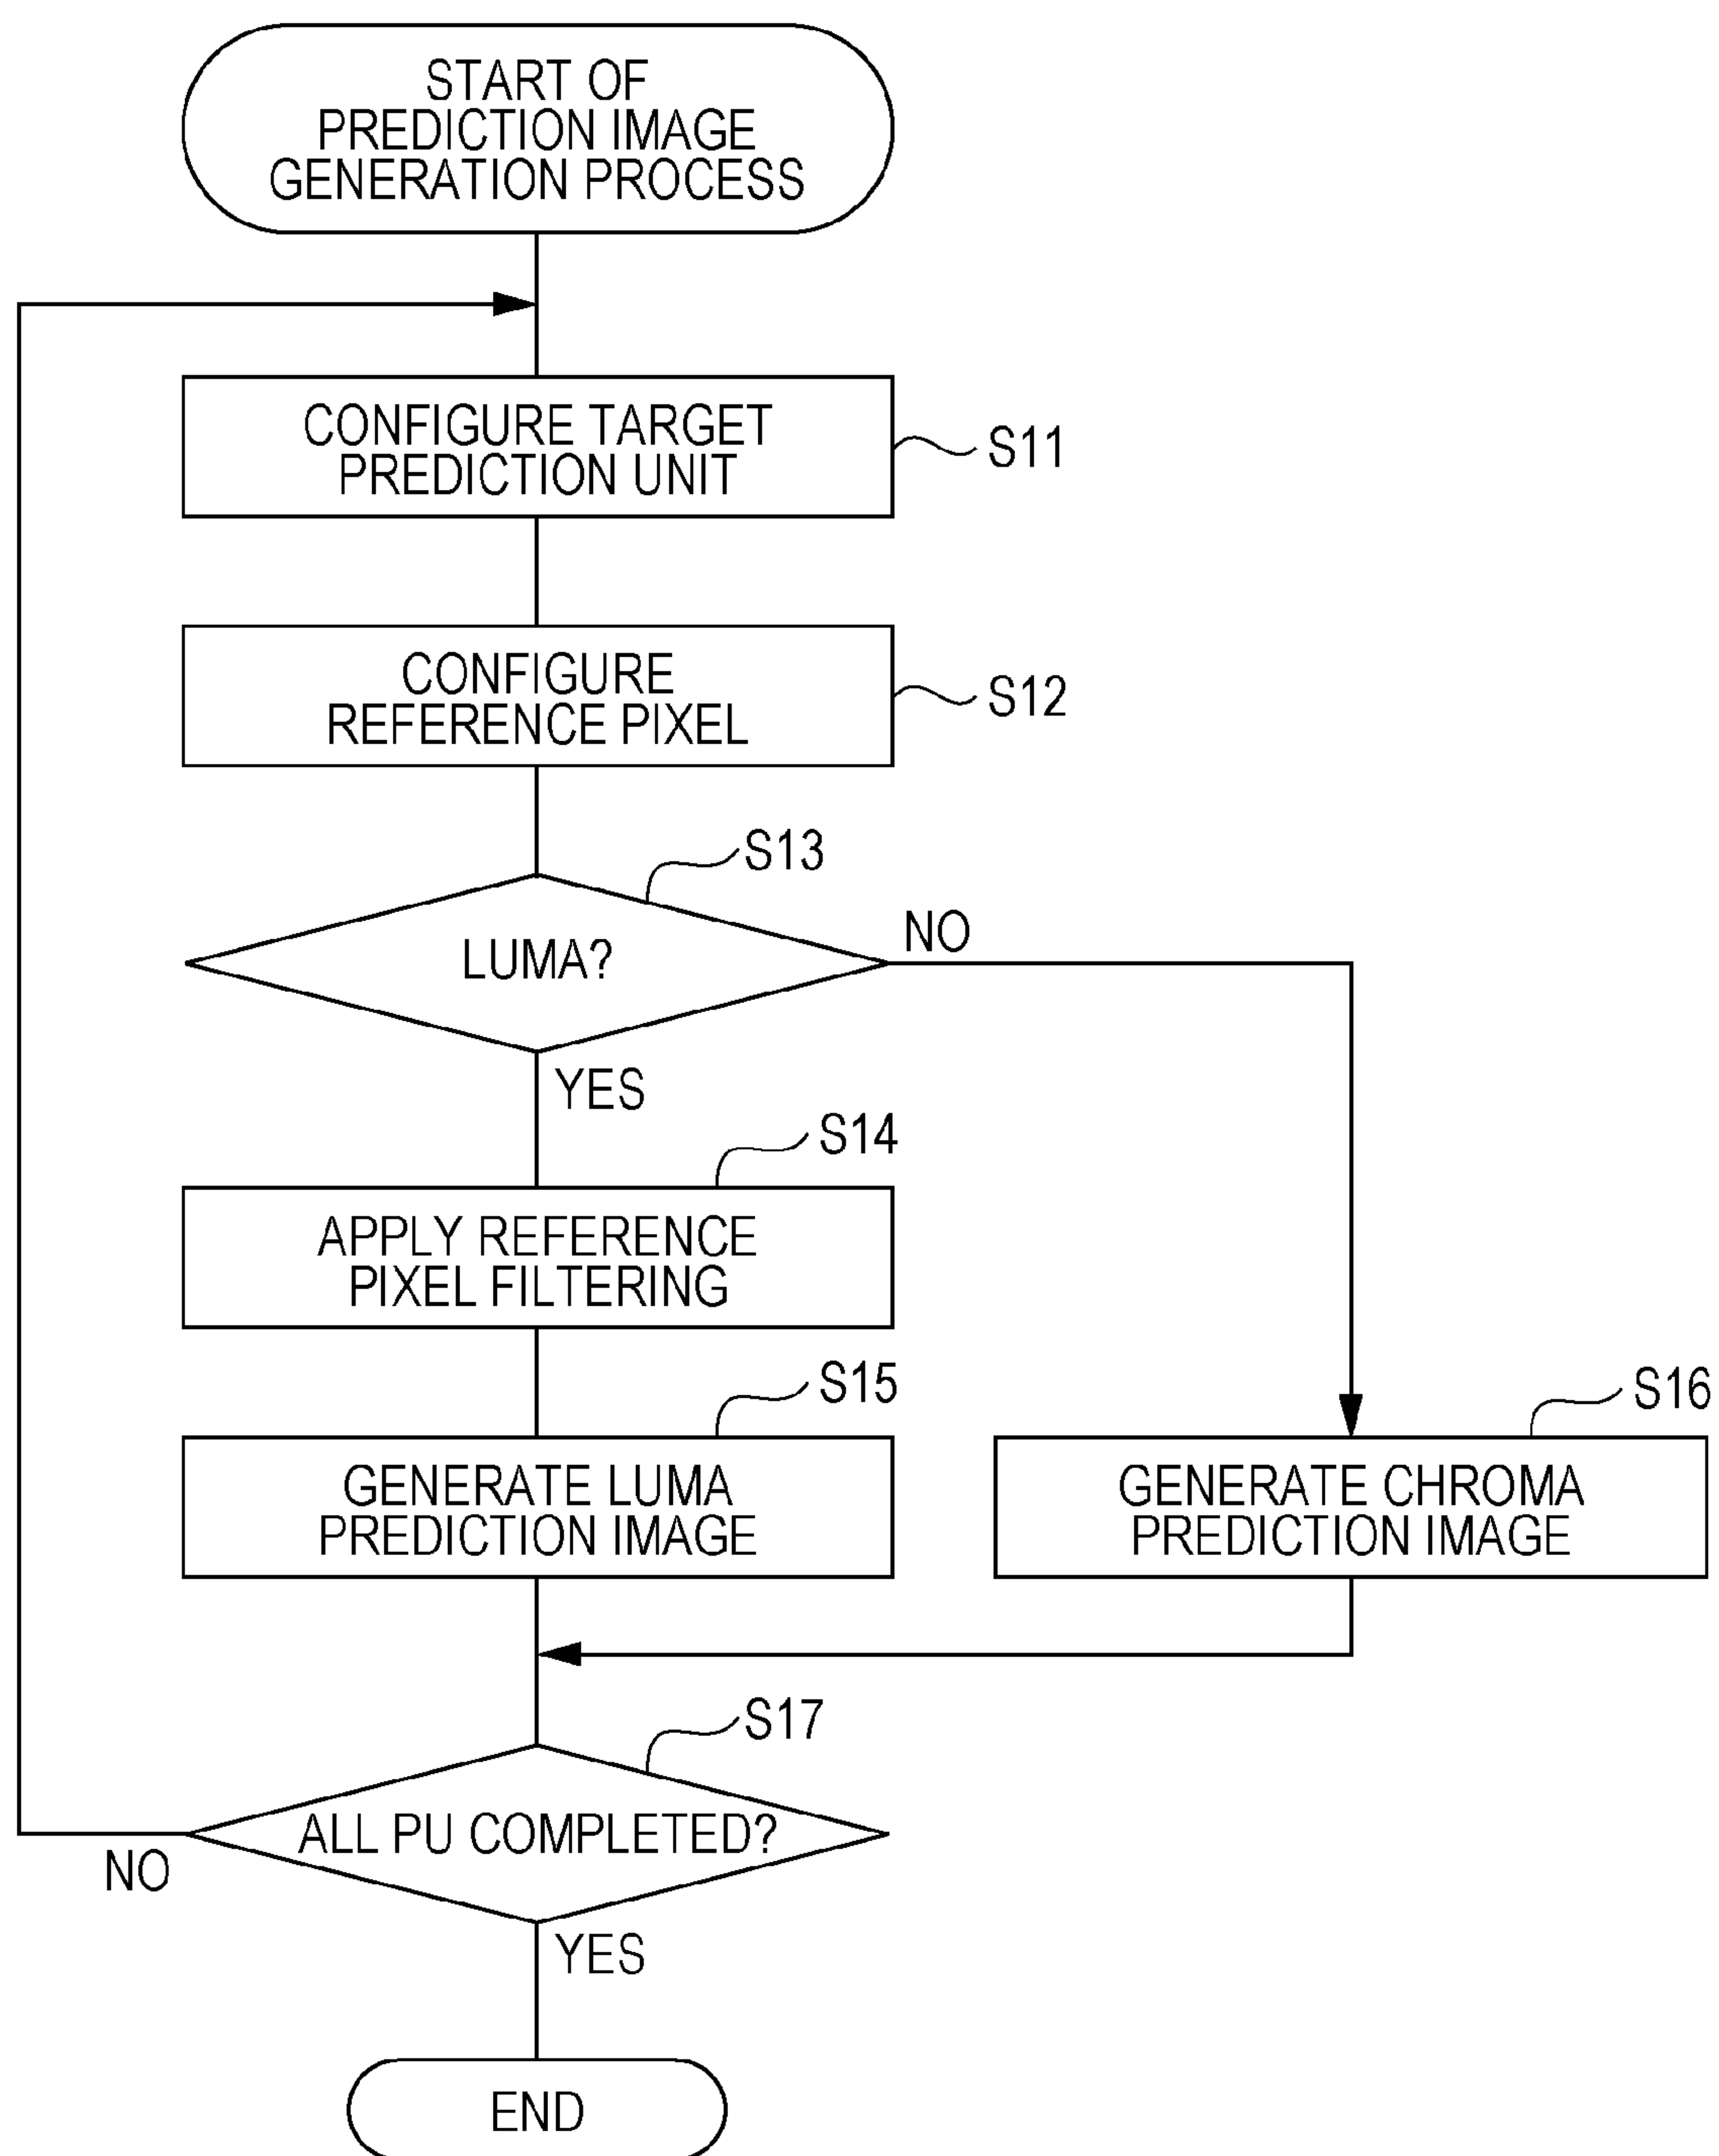 START OF
PREDICTION IMAGE
GENERATION PROCESS
CONFIGURE TARGET
PREDICTION UNIT
S11
CONFIGURE
REFERENCE PIXEL
S12
S13
LUMA?
NO
YES
S14
APPLY REFERENCE
PIXEL FILTERING
S15
GENERATE LUMA
PREDICTION IMAGE
S16
GENERATE CHROMA
PREDICTION IMAGE
S17
ALL PU COMPLETED?
NO
YES
END